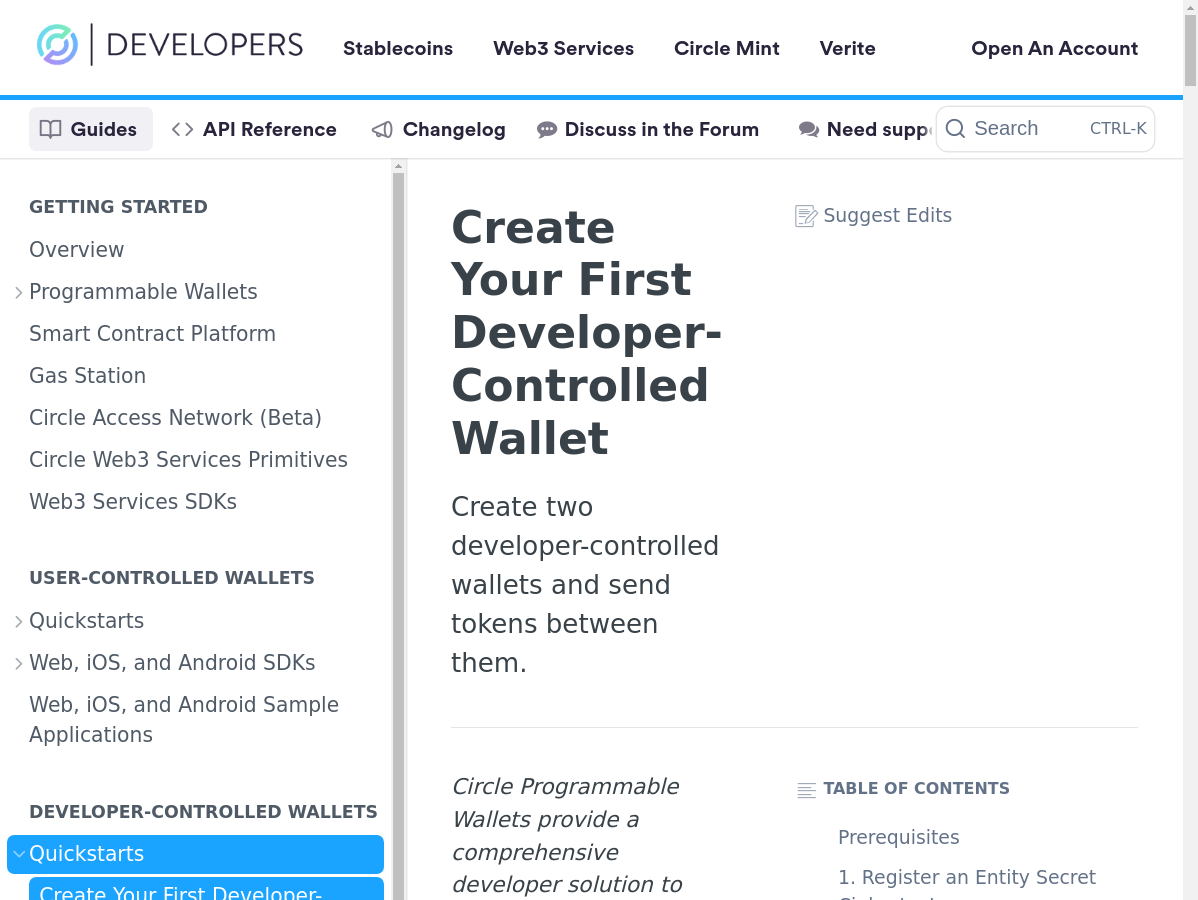 DEVELOPERS
Stablecoins
Web3 Services
Circle Mint
Verite
Open An Account
Guides
API Reference
Changelog
Discuss in the Forum
Need supp
Search
CTRL-K
GETTING STARTED
Overview
Programmable Wallets
Smart Contract Platform
Gas Station
Circle Access Network (Beta)
Circle Web3 Services Primitives
Web3 Services SDKs
USER-CONTROLLED WALLETS
Quickstarts
Web, iOS, and Android SDKs
Web, iOS, and Android Sample
Applications
DEVELOPER-CONTROLLED WALLETS
Quickstarts
Create Your First Developer-
Create
Your First
Developer-
Controlled
Wallet
Suggest Edits
Create two
developer-controlled
wallets and send
tokens between
them.
Circle Programmable
Wallets provide a
comprehensive
developer solution to
TABLE OF CONTENTS
Prerequisites
1. Register an Entity Secret